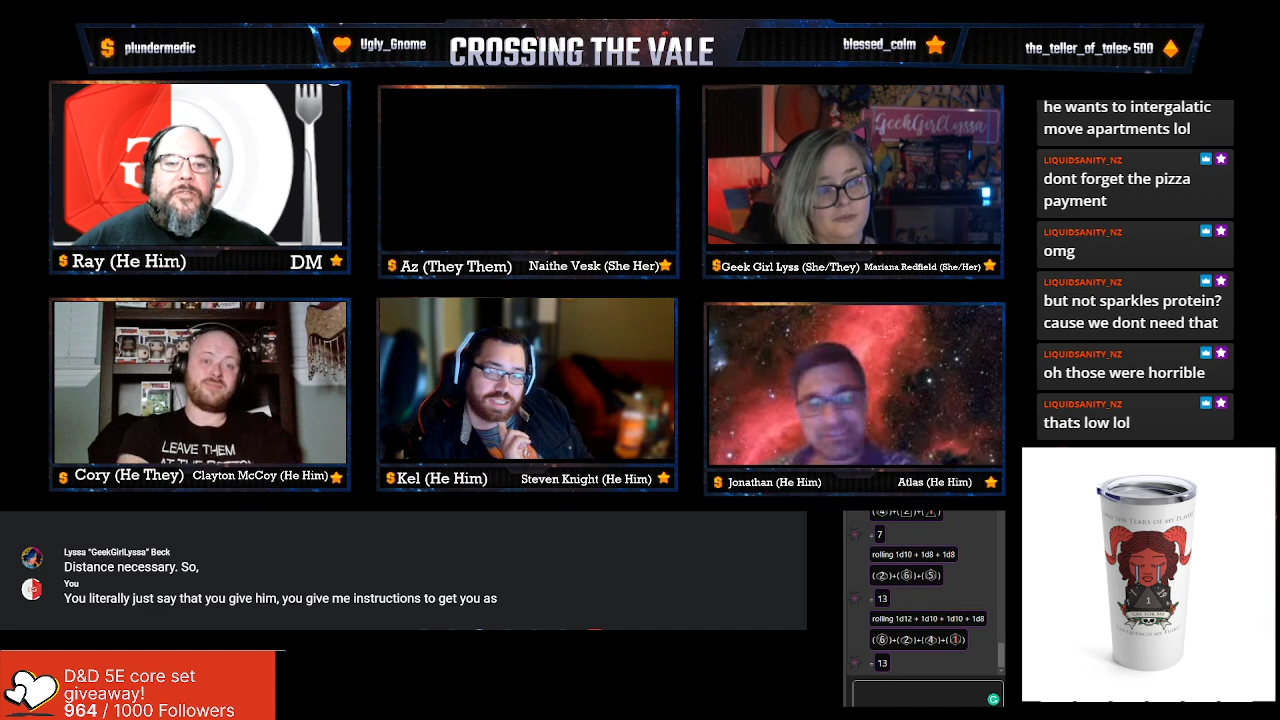 plundermedic
Ugly_Gnome
CROSSING THE VALE
blessed_calm
the_teller_of_tales• 500
GeekGirlLyssa
Ray (He Him)
DM
Az (They Them)
Naithe Vesk (She Her)
Geek Girl Lyss (She/They)
Mariana Redfield (She/Her)
LEAVE THEM
Cory (He They)
Clayton McCoy (He Him)
Kel (He Him)
Steven Knight (He Him)
Jonathan (He Him)
Atlas (He Him)
he wants to intergalatic
move apartments lol
LIQUIDSANITY_NZ
dont forget the pizza
payment
LIQUIDSANITY_NZ
omg
LIQUIDSANITY_NZ
but not sparkles protein?
cause we dont need that
LIQUIDSANITY_NZ
oh those were horrible
LIQUIDSANITY_NZ
thats low lol
Lyssa "GeekGirlLyssa" Beck
Distance necessary. So,
You
You literally just say that you give him, you give me instructions to get you as
= 7
rolling 1d10 + 1d8 + 1d8
(2)+(6)+(5)
= 13
rolling 1d12 + 1d10 + 1d10 + 1d8
(6)+(2)+(4)+(1)
= 13
THE TEARS OF MY
D&D 5E core set
giveaway!
964 / 1000 Followers